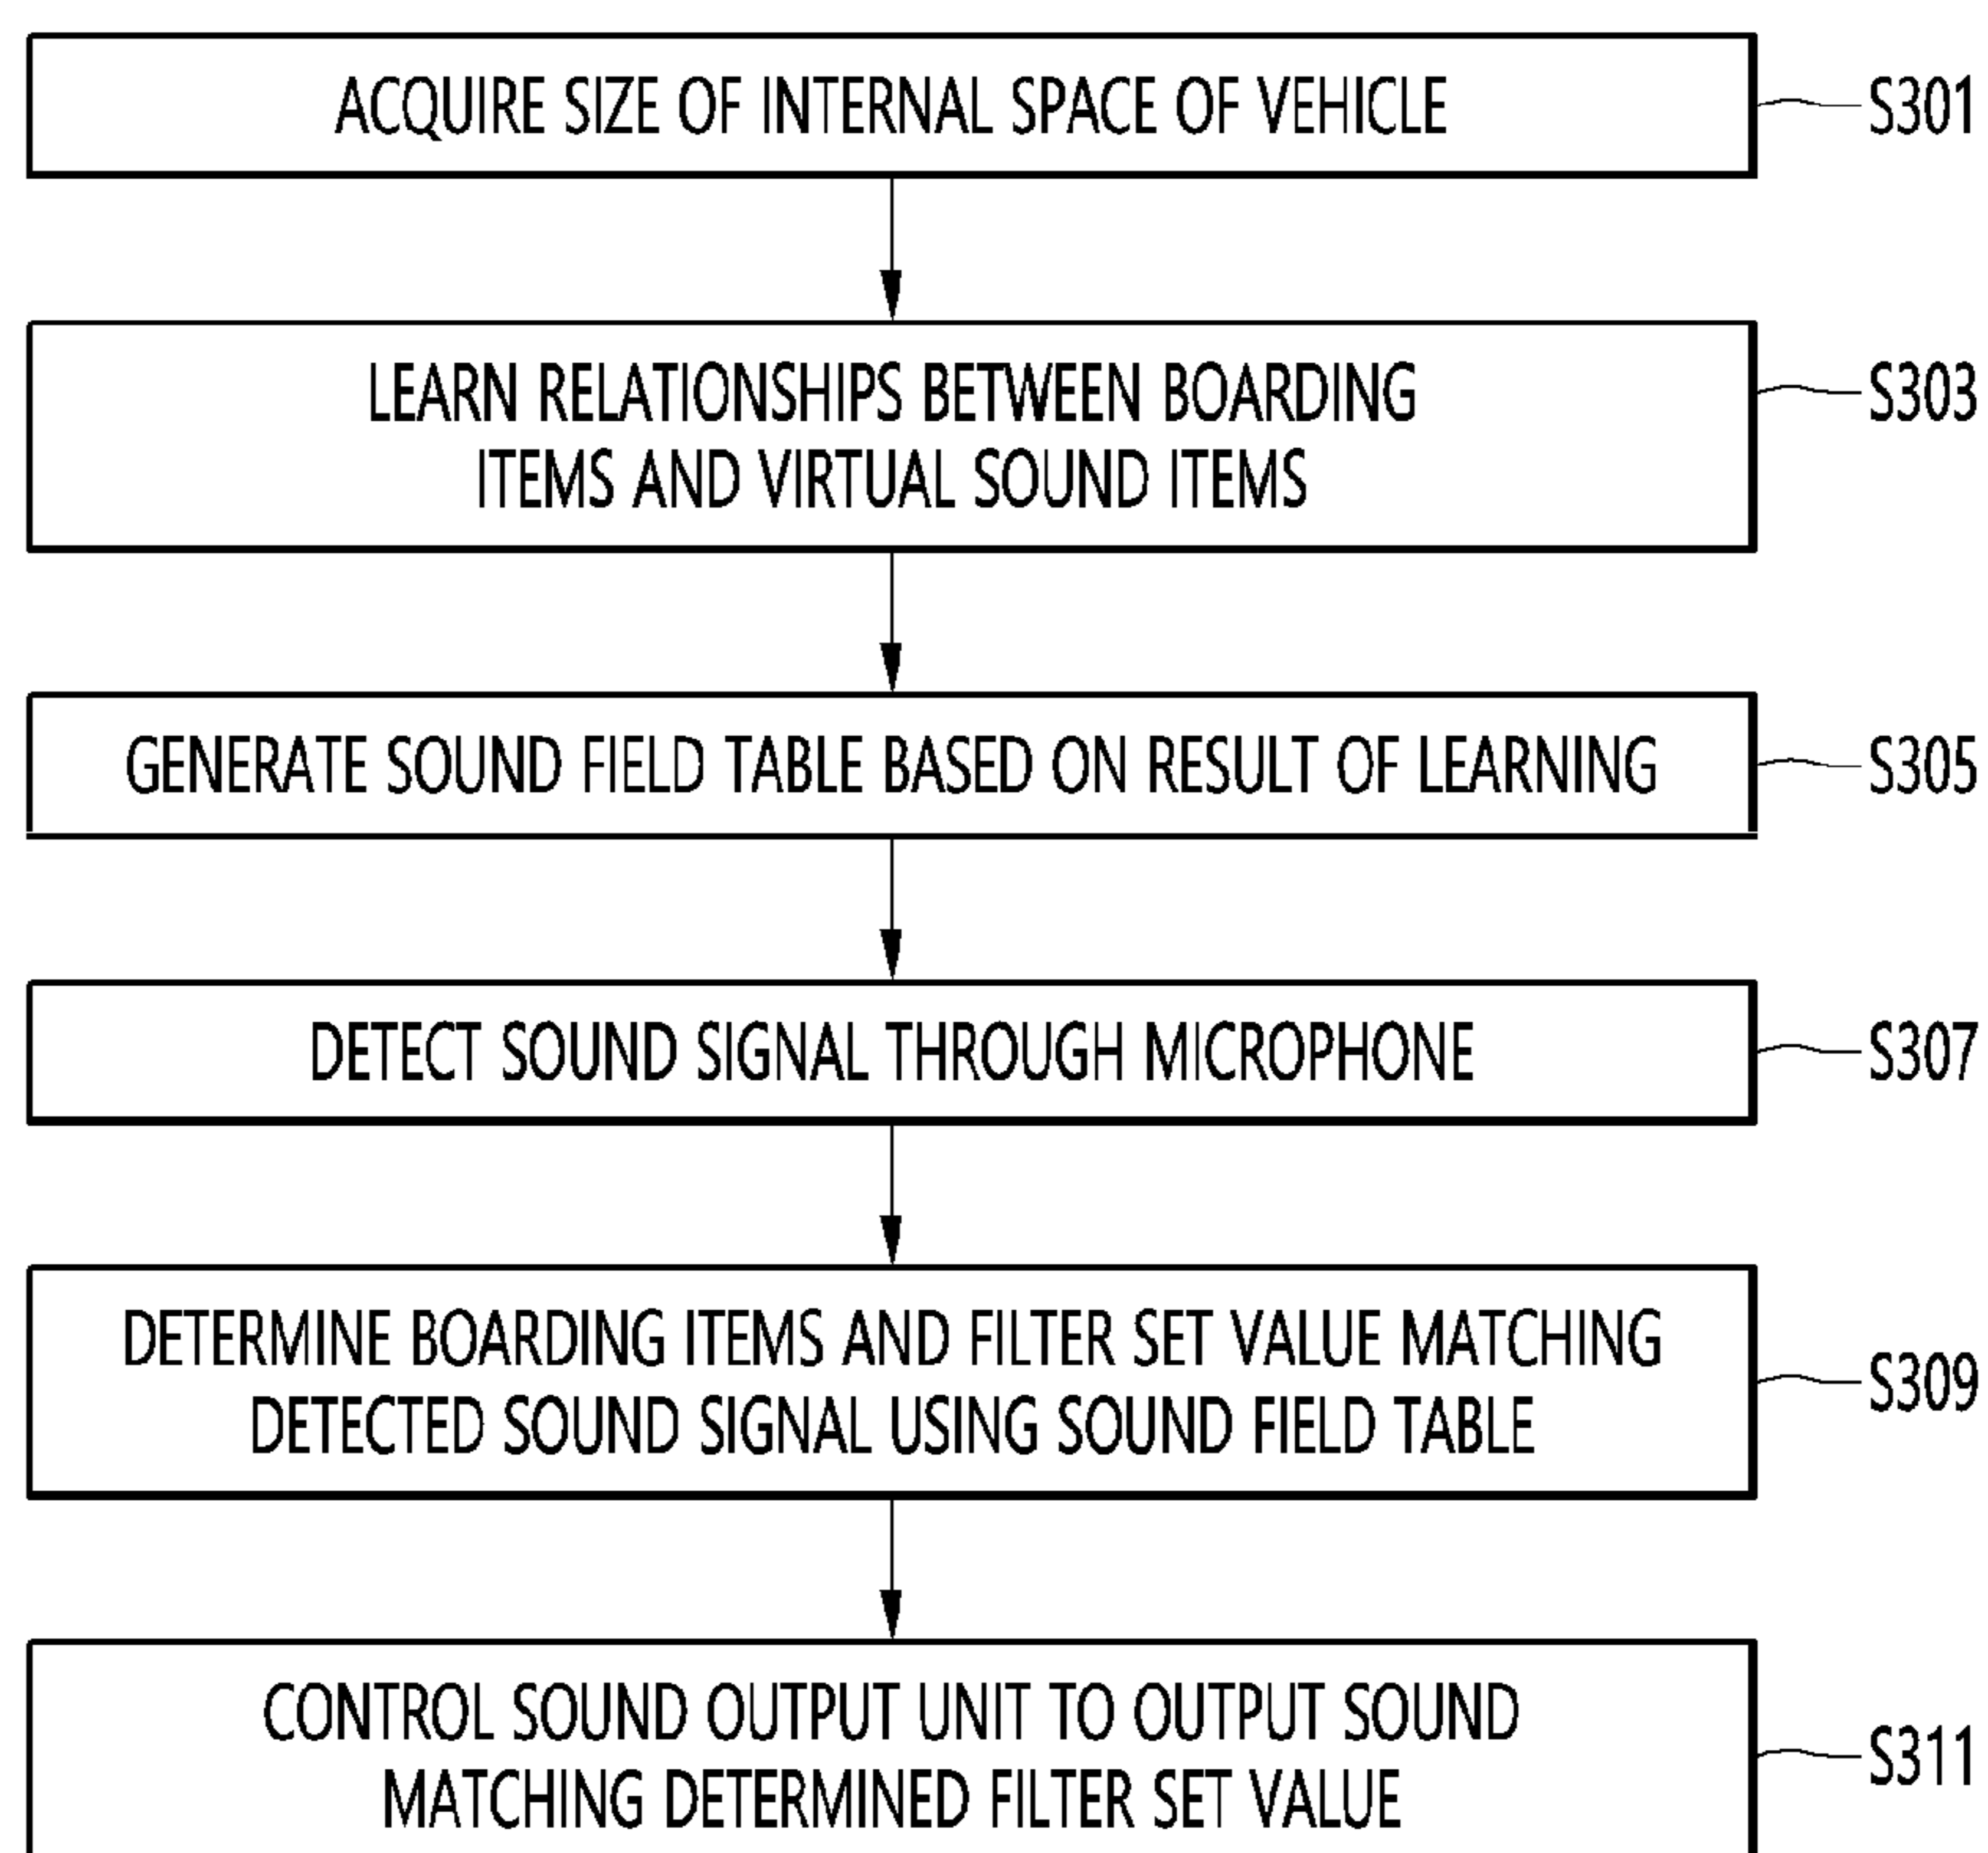 ACQUIRE SIZE OF INTERNAL SPACE OF VEHICLE
S301
LEARN RELATIONSHIPS BETWEEN BOARDING
ITEMS AND VIRTUAL SOUND ITEMS
S303
GENERATE SOUND FIELD TABLE BASED ON RESULT OF LEARNING
S305
DETECT SOUND SIGNAL THROUGH MICROPHONE
S307
DETERMINE BOARDING ITEMS AND FILTER SET VALUE MATCHING
DETECTED SOUND SIGNAL USING SOUND FIELD TABLE
S309
CONTROL SOUND OUTPUT UNIT TO OUTPUT SOUND
MATCHING DETERMINED FILTER SET VALUE
S311